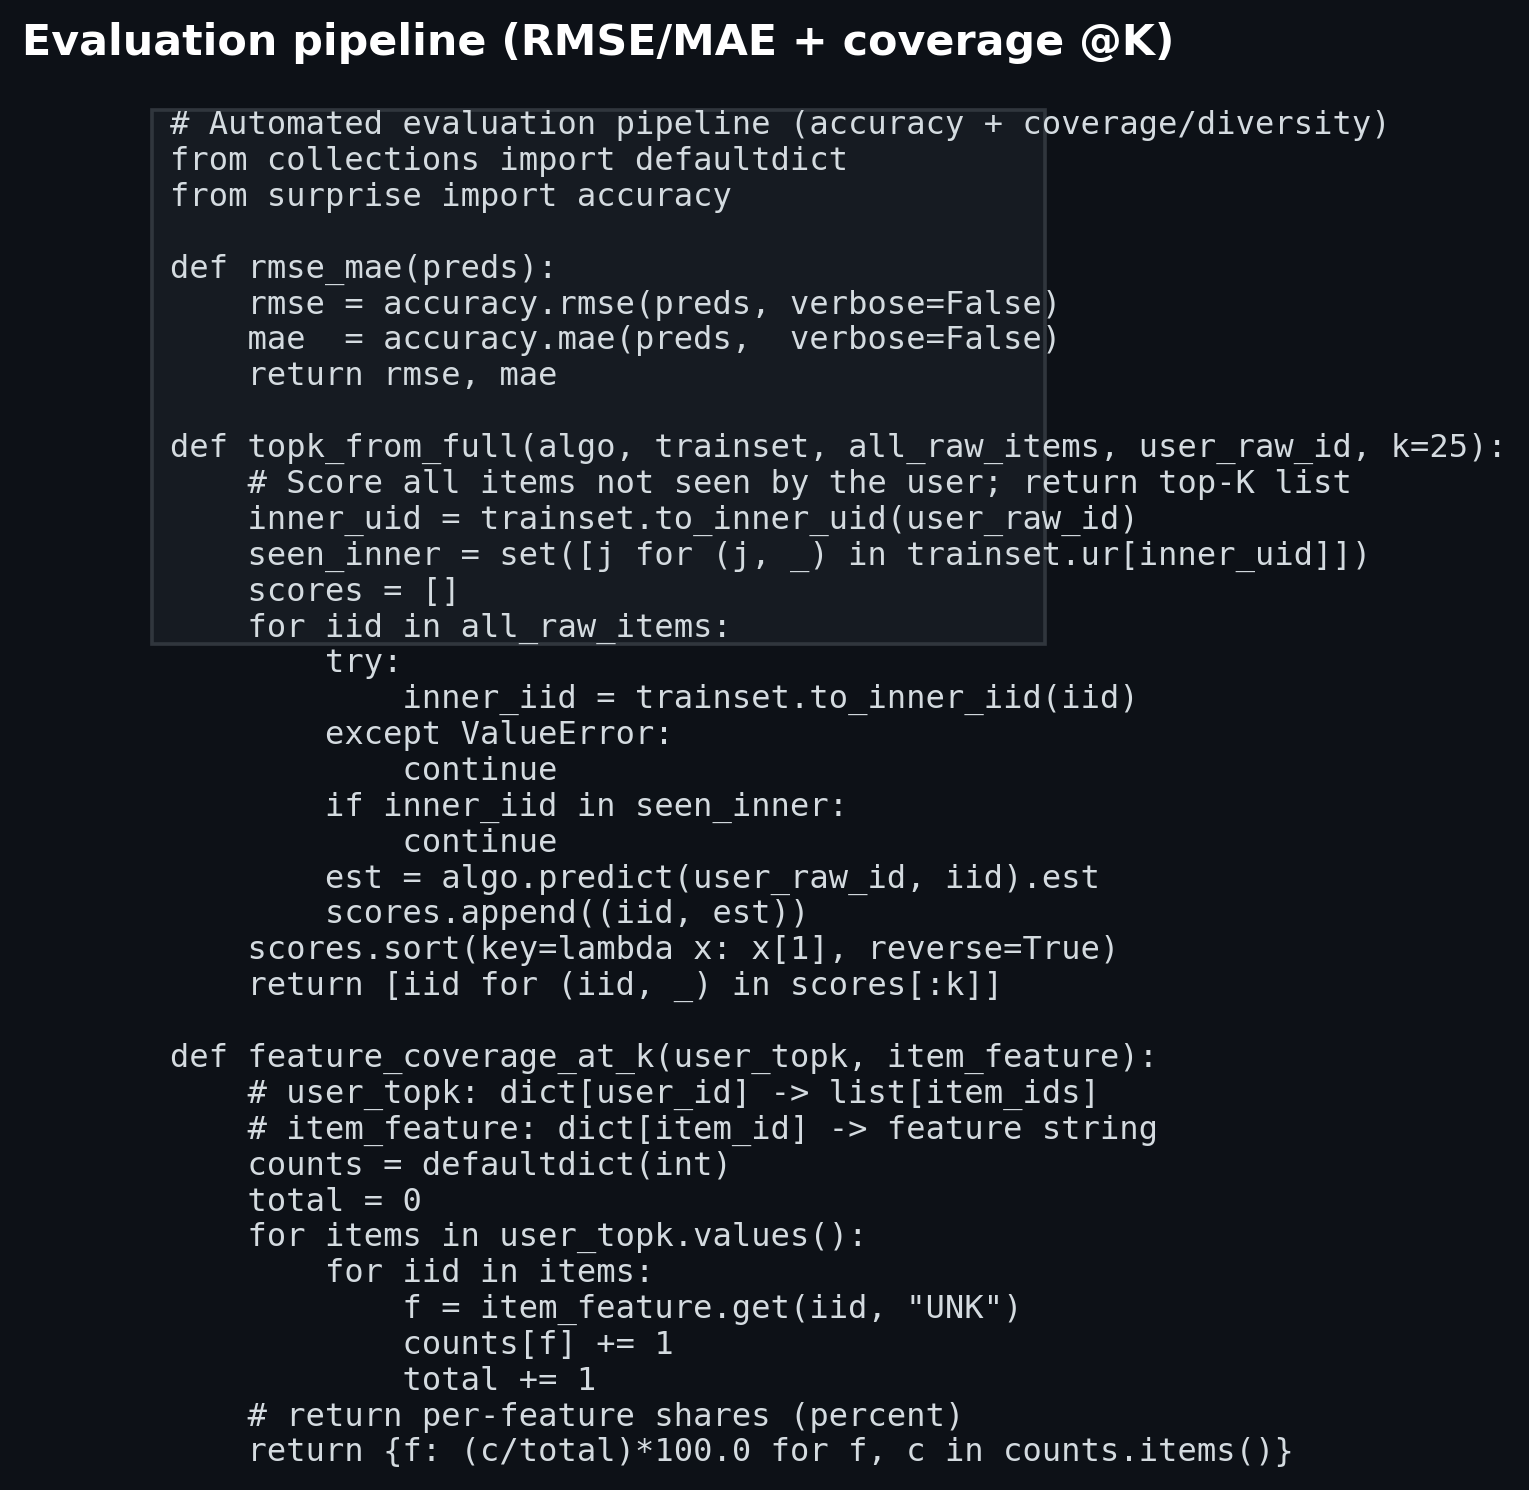 Evaluation pipeline (RMSE/MAE + coverage @K)
# Automated evaluation pipeline (accuracy + coverage/diversity)
from collections import defaultdict
from surprise import accuracy

def rmse_mae(preds):
    rmse = accuracy.rmse(preds, verbose=False)
    mae  = accuracy.mae(preds,  verbose=False)
    return rmse, mae

def topk_from_full(algo, trainset, all_raw_items, user_raw_id, k=25):
    # Score all items not seen by the user; return top-K list
    inner_uid = trainset.to_inner_uid(user_raw_id)
    seen_inner = set([j for (j, _) in trainset.ur[inner_uid]])
    scores = []
    for iid in all_raw_items:
        try:
            inner_iid = trainset.to_inner_iid(iid)
        except ValueError:
            continue
        if inner_iid in seen_inner:
            continue
        est = algo.predict(user_raw_id, iid).est
        scores.append((iid, est))
    scores.sort(key=lambda x: x[1], reverse=True)
    return [iid for (iid, _) in scores[:k]]

def feature_coverage_at_k(user_topk, item_feature):
    # user_topk: dict[user_id] -> list[item_ids]
    # item_feature: dict[item_id] -> feature string
    counts = defaultdict(int)
    total = 0
    for items in user_topk.values():
        for iid in items:
            f = item_feature.get(iid, "UNK")
            counts[f] += 1
            total += 1
    # return per-feature shares (percent)
    return {f: (c/total)*100.0 for f, c in counts.items()}